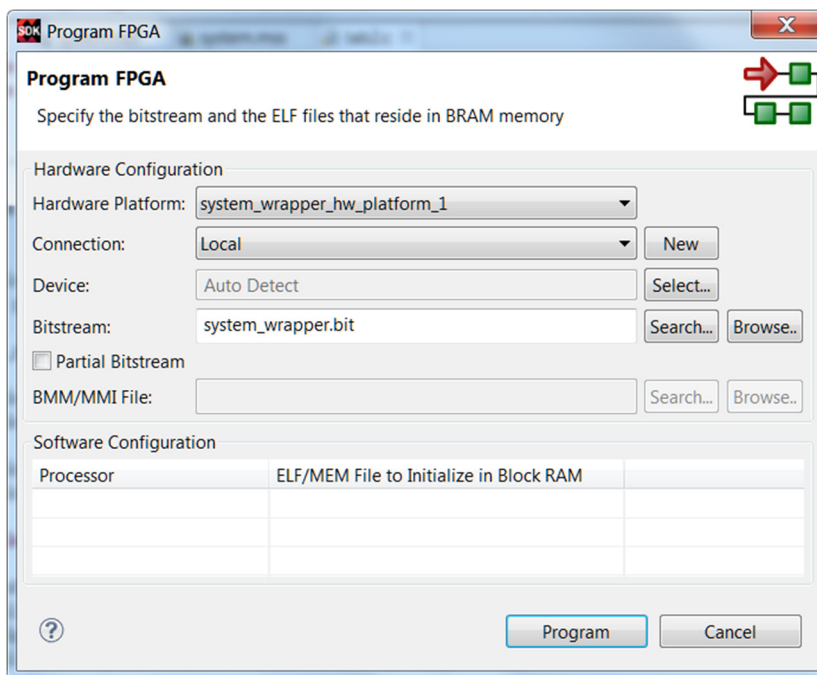 SDK Program FPGA
Program FPGA
Specify the bitstream and the ELF files that reside in BRAM memory
Hardware Configuration
Hardware Platform: system_wrapper_hw_platform_1
Connection: Local New
Device: Auto Detect Select...
Bitstream: system_wrapper.bit Search... Browse..
Partial Bitstream
BMM/MMI File: Search... Browse..
Software Configuration
Processor ELF/MEM File to Initialize in Block RAM
? Program Cancel